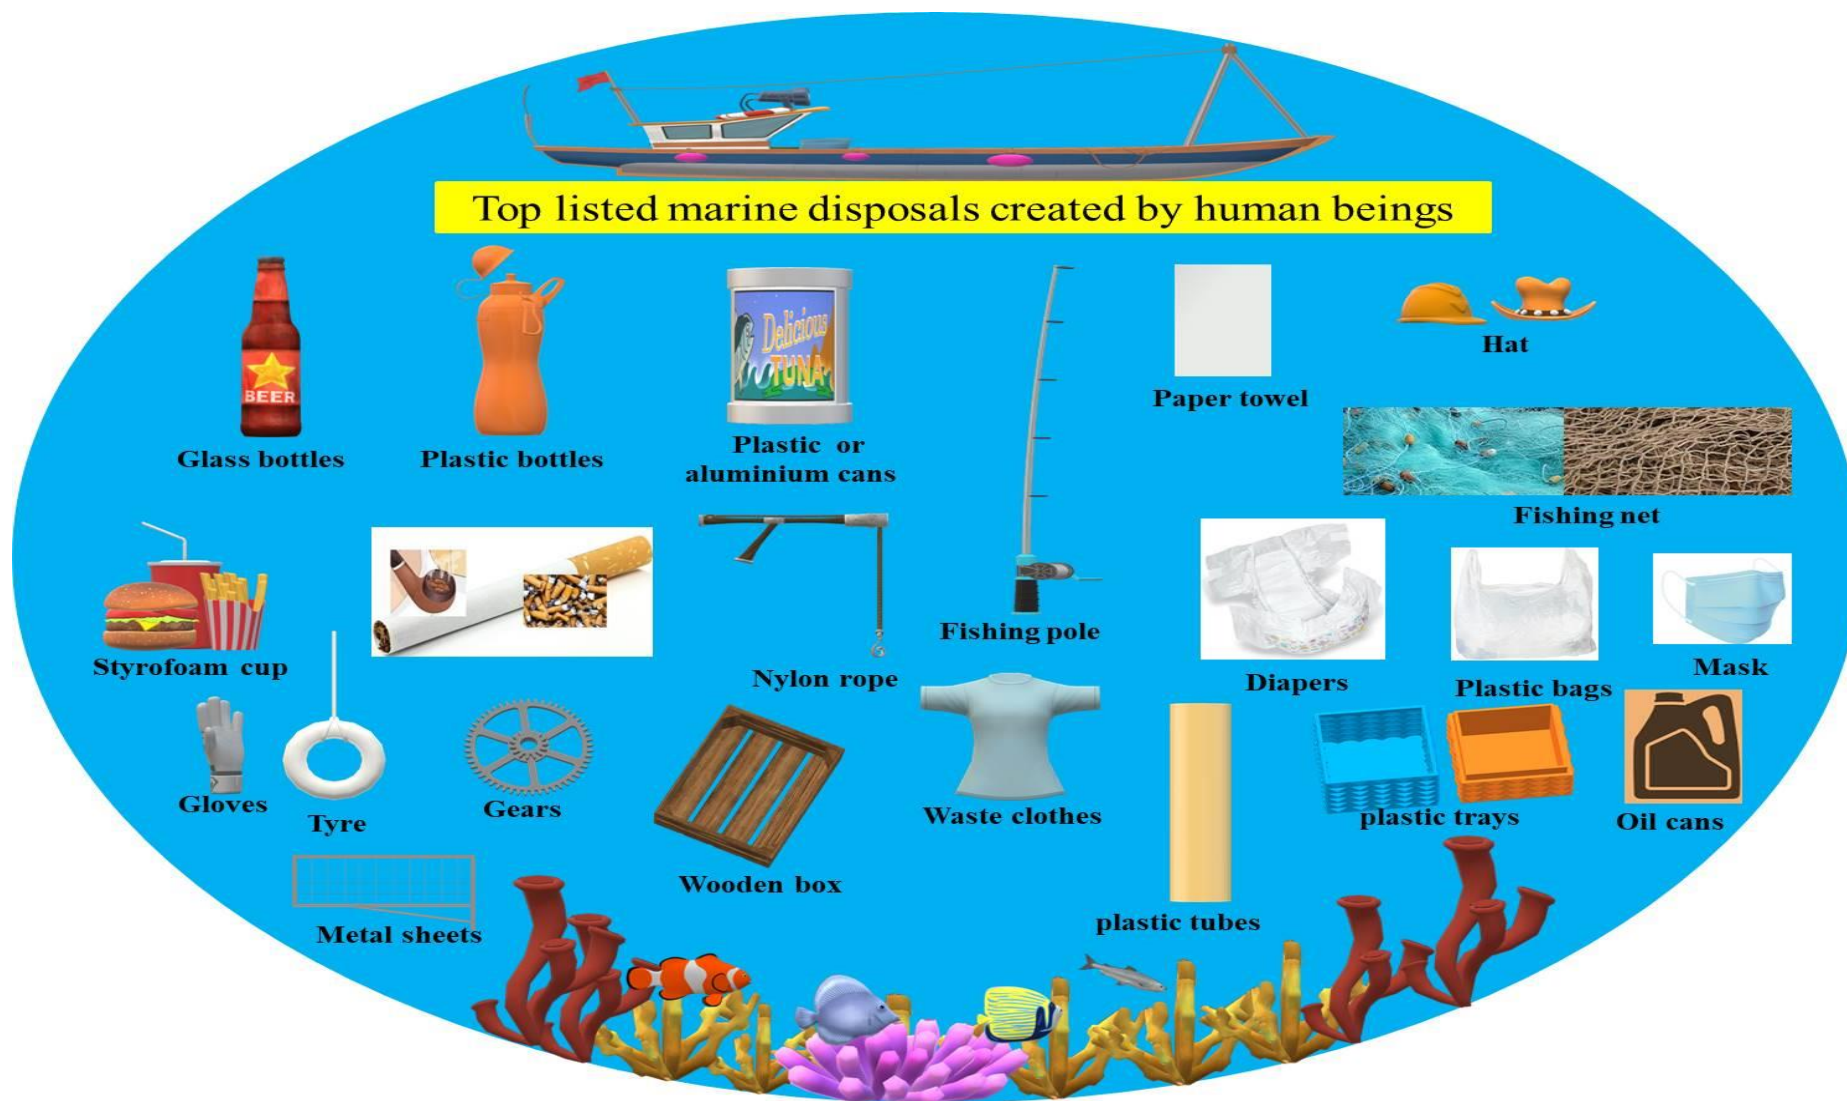 Top listed marine disposals created by human beings
BEER
Glass bottles
Plastic bottles
Delicious
TUNA
Plastic or
aluminium cans
Paper towel
Hat
Fishing net
Styrofoam cup
Nylon rope
Fishing pole
Diapers
Plastic bags
Mask
Gloves
Tyre
Gears
Wooden box
Waste clothes
plastic tubes
plastic trays
Oil cans
Metal sheets